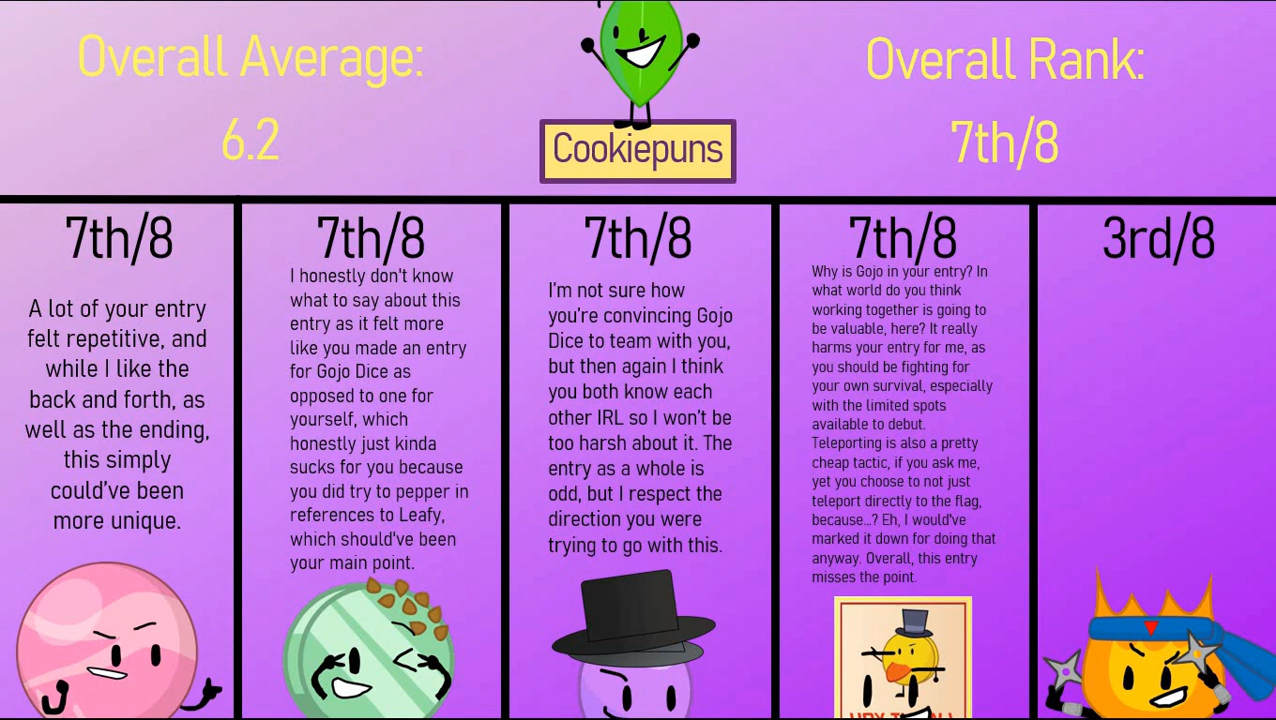 Overall Average:
6.2
Cookiepuns
Overall Rank:
7th/8
7th/8
A lot of your entry
felt repetitive, and
while I like the
back and forth, as
well as the ending,
this simply
could've been
more unique.
7th/8
I honestly don't know
what to say about this
entry as it felt more
like you made an entry
for Gojo Dice as
opposed to one for
yourself, which
honestly just kinda
sucks for you because
you did try to pepper in
references to Leafy,
which should've been
your main point.
7th/8
I'm not sure how
you're convincing Gojo
Dice to team with you,
but then again I think
you both know each
other IRL so I won't be
too harsh about it. The
entry as a whole is
odd, but I respect the
direction you were
trying to go with this.
7th/8
Why is Gojo in your entry? In
what world do you think
working together is going to
be valuable, here? It really
harms your entry for me, as
you should be fighting for
your own survival, especially
with the limited spots
available to debut.
Teleporting is also a pretty
cheap tactic, if you ask me,
yet you choose to not just
teleport directly to the flag,
because...? Eh, I would've
marked it down for doing that
anyway. Overall, this entry
misses the point.
3rd/8